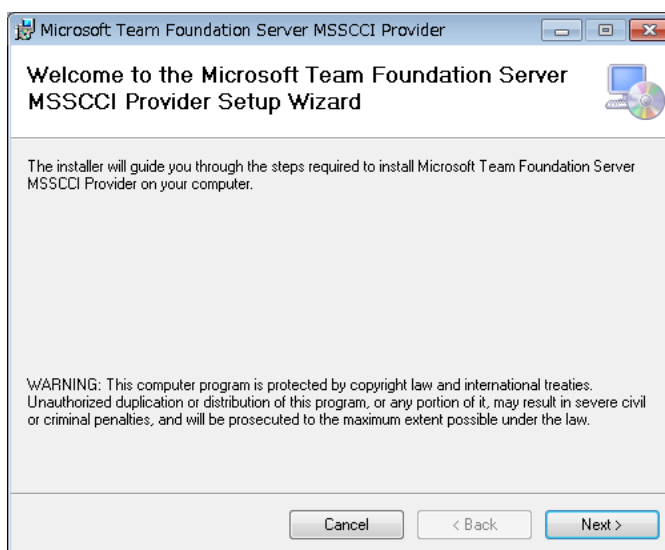 Microsoft Team Foundation Server MSSCCI Provider
Welcome to the Microsoft Team Foundation Server
MSSCCI Provider Setup Wizard
The installer will guide you through the steps required to install Microsoft Team Foundation Server
MSSCCI Provider on your computer.
WARNING: This computer program is protected by copyright law and international treaties.
Unauthorized duplication or distribution of this program, or any portion of it, may result in severe civil
or criminal penalties, and will be prosecuted to the maximum extent possible under the law.
Cancel
< Back
Next >